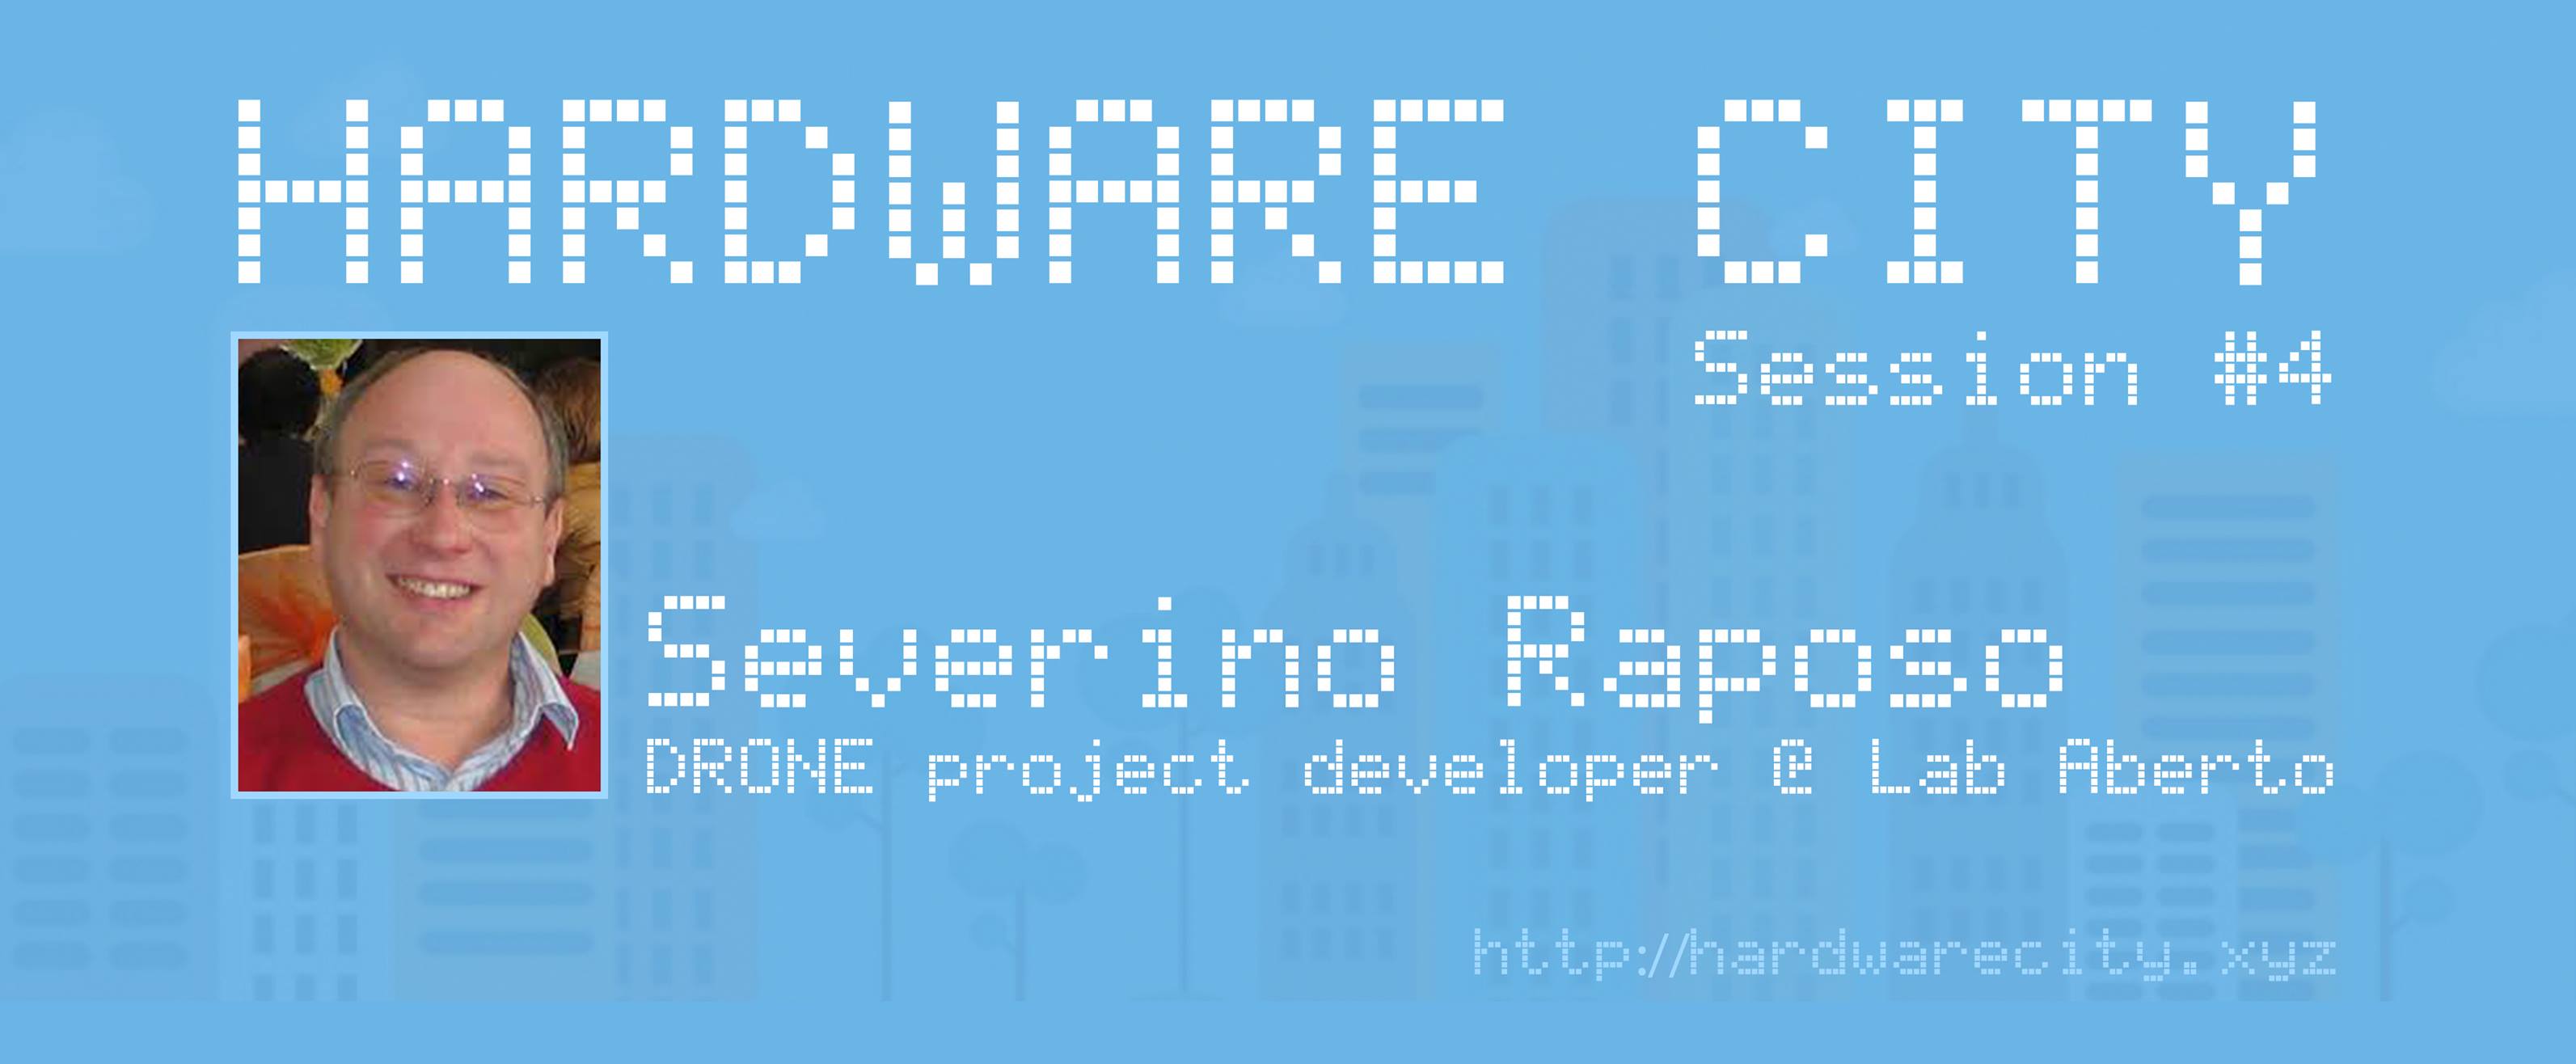 HARDWARE CITY
Session #4
Severino Raposo
DRONE project developer @ Lab Aberto
http://hardwarecity.xyz